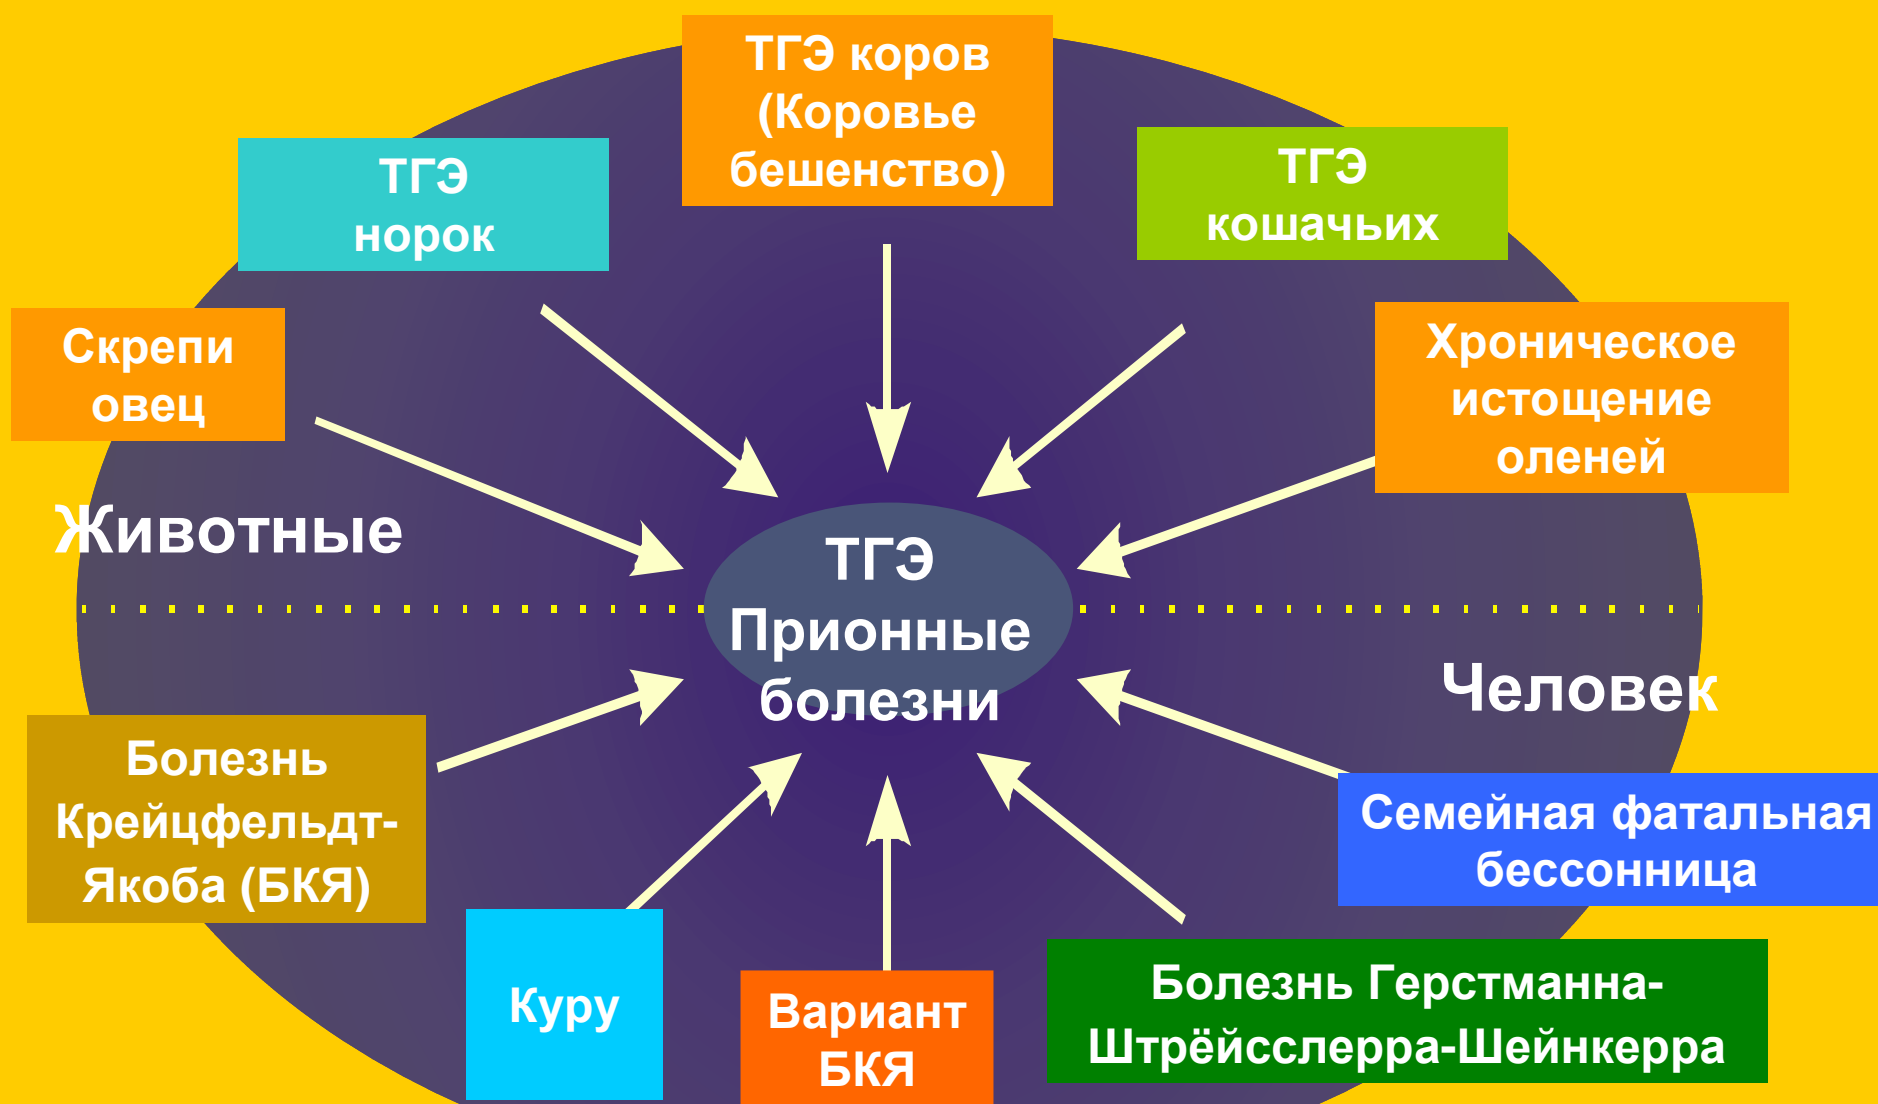 ТГЭ коров
(Коровье
бешенство)
ТГЭ
норок
ТГЭ
кошачьих
Скрепи
овец
Хроническое
истощение
оленей
Животные
ТГЭ
Прионные
болезни
Человек
Болезнь
Крейцфельдт-
Якоба (БКЯ)
Семейная фатальная
бессонница
Куру
Вариант
БКЯ
Болезнь Герстманна-
Штрёйсслерра-Шейнкерра